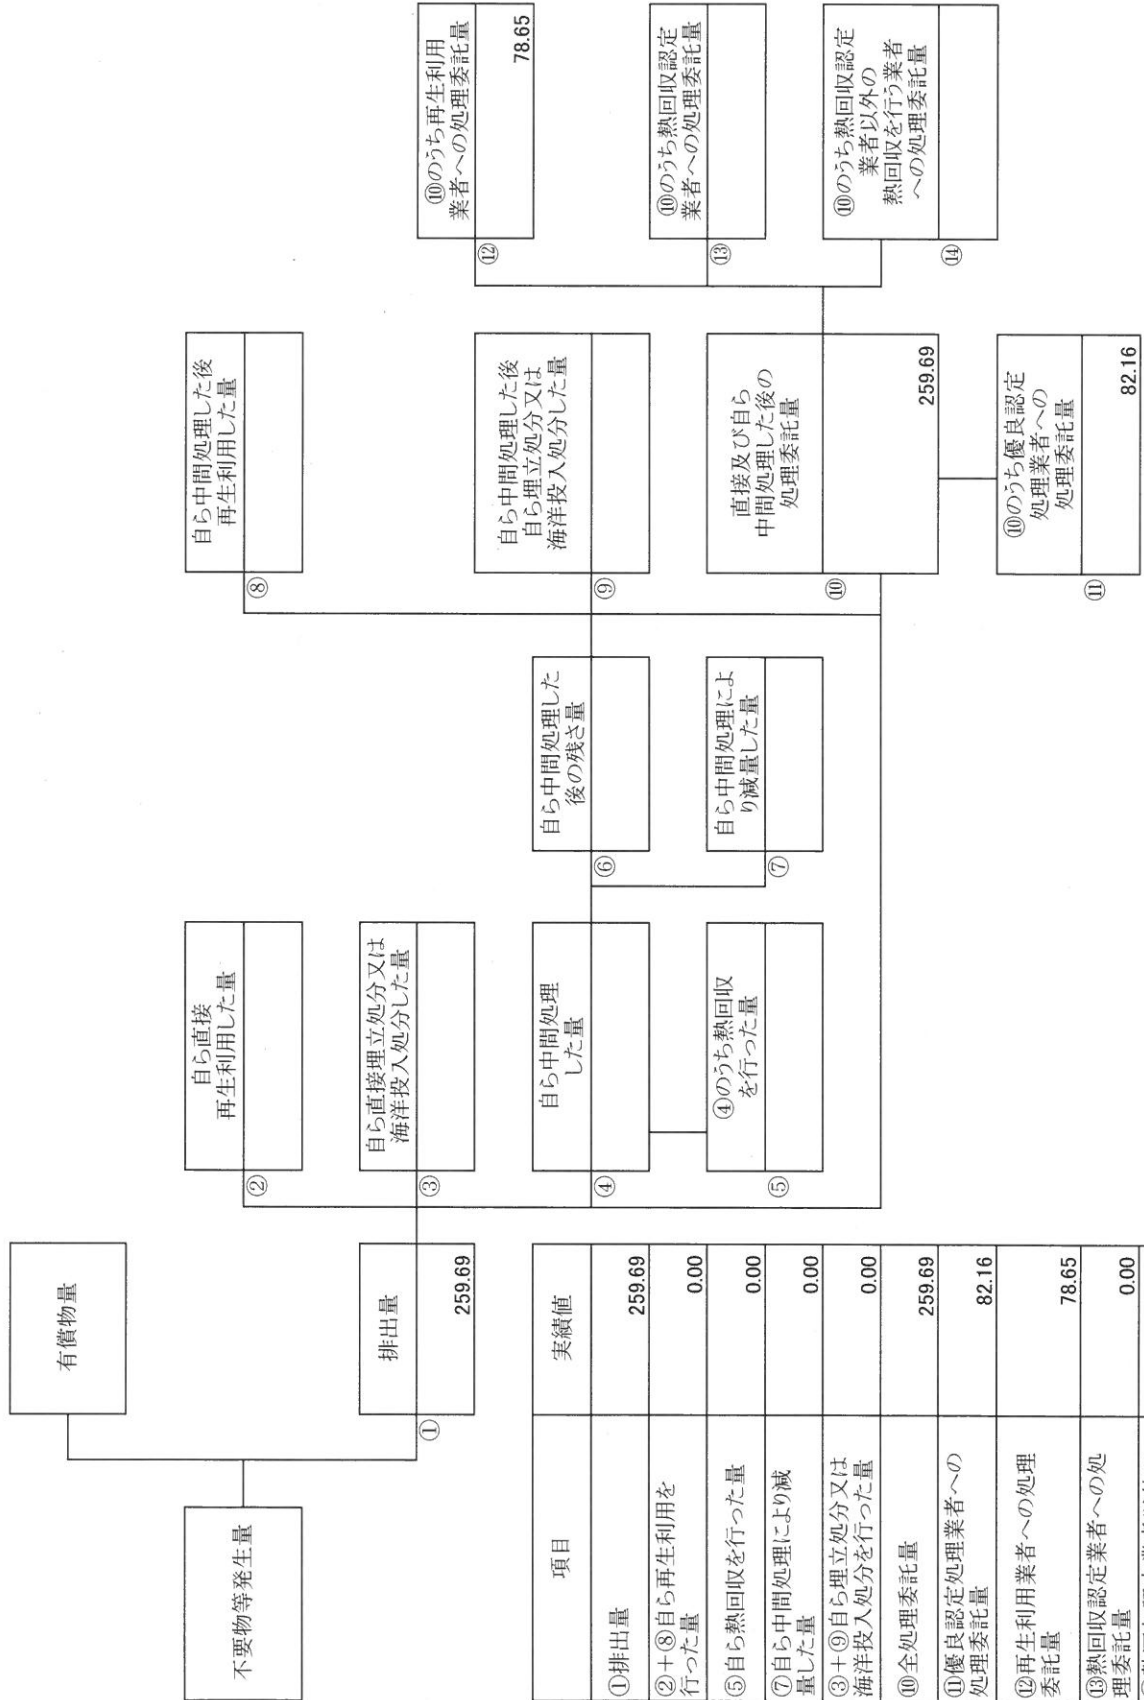 不要物等発生量
有償物量
①
排出量
259.69
②
自ら直接
再生利用した量
③
自ら直接埋立処分又は
海洋投入処分した量
④
自ら中間処理
した量
⑤
④のうち熱回収
を行った量
⑥
自ら中間処理した
後の残さ量
⑦
自ら中間処理によ
り減量した量
⑧
自ら中間処理した後
再生利用した量
⑨
自ら中間処理した後
自ら埋立処分又は
海洋投入処分した量
⑩
直接及び自ら
中間処理した後の
処理委託量
259.69
⑪
⑩のうち優良認定
処理業者への
処理委託量
82.16
⑫
⑩のうち再生利用
業者への処理委託量
78.65
⑬
⑩のうち熱回収認定
業者への処理委託量
⑭
⑩のうち熱回収認定
業者以外の
熱回収を行う業者
への処理委託量
項目 実績値
①排出量 259.69
②+⑧自ら再生利用を
行った量 0.00
⑤自ら熱回収を行った量 0.00
⑦自ら中間処理により減
量した量 0.00
③+⑨自ら埋立処分又は
海洋投入処分を行った量 0.00
⑩全処理委託量 259.69
⑪優良認定処理業者への
処理委託量 82.16
⑫再生利用業者への処理
委託量 78.65
⑬熱回収認定業者への処
理委託量 0.00